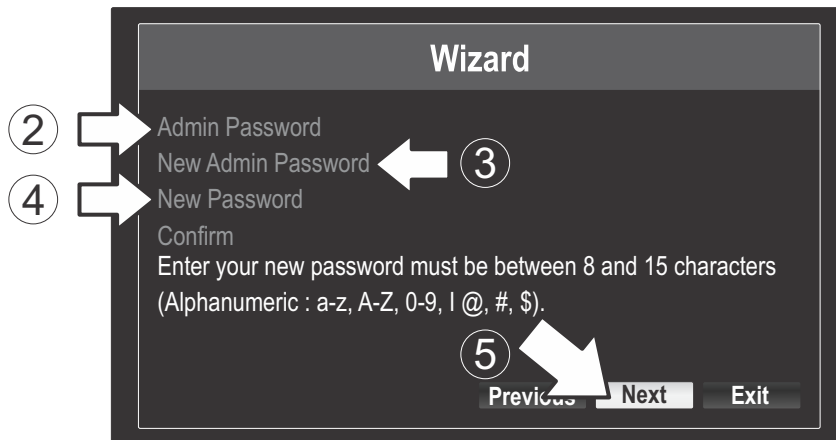 Wizard
② Admin Password
New Admin Password ③
④ New Password
Confirm
Enter your new password must be between 8 and 15 characters
(Alphanumeric : a-z, A-Z, 0-9, I @, #, $).
⑤
Previous Next Exit